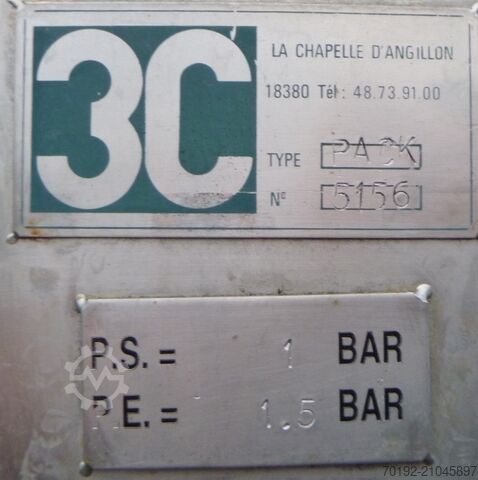 3C
LA CHAPELLE D'ANGILLON
18380 Tél: 48.73.91.00
TYPE PACK
N° 5156
P.S. = 1 BAR
P.E. = 1.5 BAR
70192-21045897